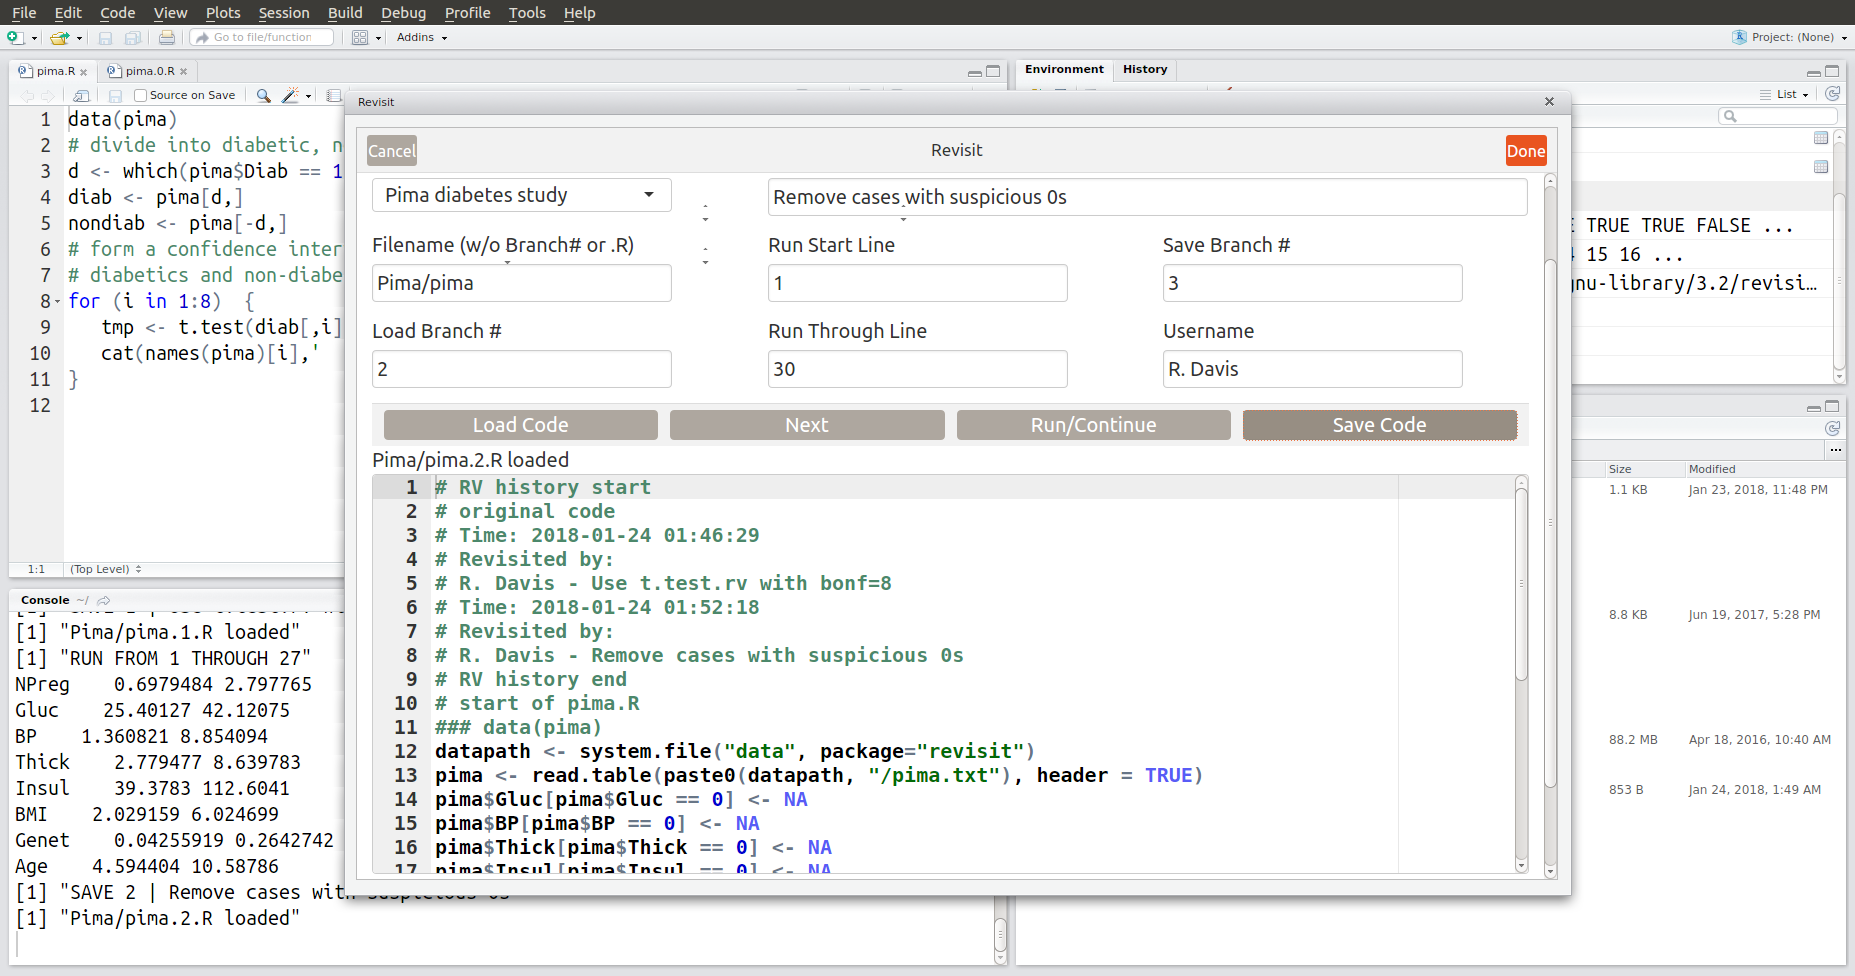 File Edit Code View Plots Session Build Debug Profile Tools Help
Go to file/function Addins Project: (None)
pima.R pima.0.R
Source on Save
1 data(pima)
2 # divide into diabetic, n
3 d <- which(pima$Diab == 1
4 diab <- pima[d,]
5 nondiab <- pima[-d,]
6 # form a confidence inter
7 # diabetics and non-diabe
8 for (i in 1:8) {
9 tmp <- t.test(diab[,i]
10 cat(names(pima)[i],'
11 }
12
1:1 (Top Level)
Console ~/
[1] "Pima/pima.1.R loaded"
[1] "RUN FROM 1 THROUGH 27"
NPreg 0.6979484 2.797765
Gluc 25.40127 42.12075
BP 1.360821 8.854094
Thick 2.779477 8.639783
Insul 39.3783 112.6041
BMI 2.029159 6.024699
Genet 0.04255919 0.2642742
Age 4.594404 10.58786
[1] "SAVE 2 | Remove cases with suspicious 0s"
[1] "Pima/pima.2.R loaded"
Revisit
Cancel Revisit Done
Pima diabetes study Remove cases with suspicious 0s
Filename (w/o Branch# or .R) Run Start Line Save Branch #
Pima/pima 1 3
Load Branch # Run Through Line Username
2 30 R. Davis
Load Code Next Run/Continue Save Code
Pima/pima.2.R loaded
1 # RV history start
2 # original code
3 # Time: 2018-01-24 01:46:29
4 # Revisited by:
5 # R. Davis - Use t.test.rv with bonf=8
6 # Time: 2018-01-24 01:52:18
7 # Revisited by:
8 # R. Davis - Remove cases with suspicious 0s
9 # RV history end
10 # start of pima.R
11 ### data(pima)
12 datapath <- system.file("data", package="revisit")
13 pima <- read.table(paste0(datapath, "/pima.txt"), header = TRUE)
14 pima$Gluc[pima$Gluc == 0] <- NA
15 pima$BP[pima$BP == 0] <- NA
16 pima$Thick[pima$Thick == 0] <- NA
17 pima$Insul[pima$Insul == 0] <- NA
Environment History
List
E TRUE TRUE FALSE ...
4 15 16 ...
gnu-library/3.2/revisi...
Size Modified
1.1 KB Jan 23, 2018, 11:48 PM
8.8 KB Jun 19, 2017, 5:28 PM
88.2 MB Apr 18, 2016, 10:40 AM
853 B Jan 24, 2018, 1:49 AM